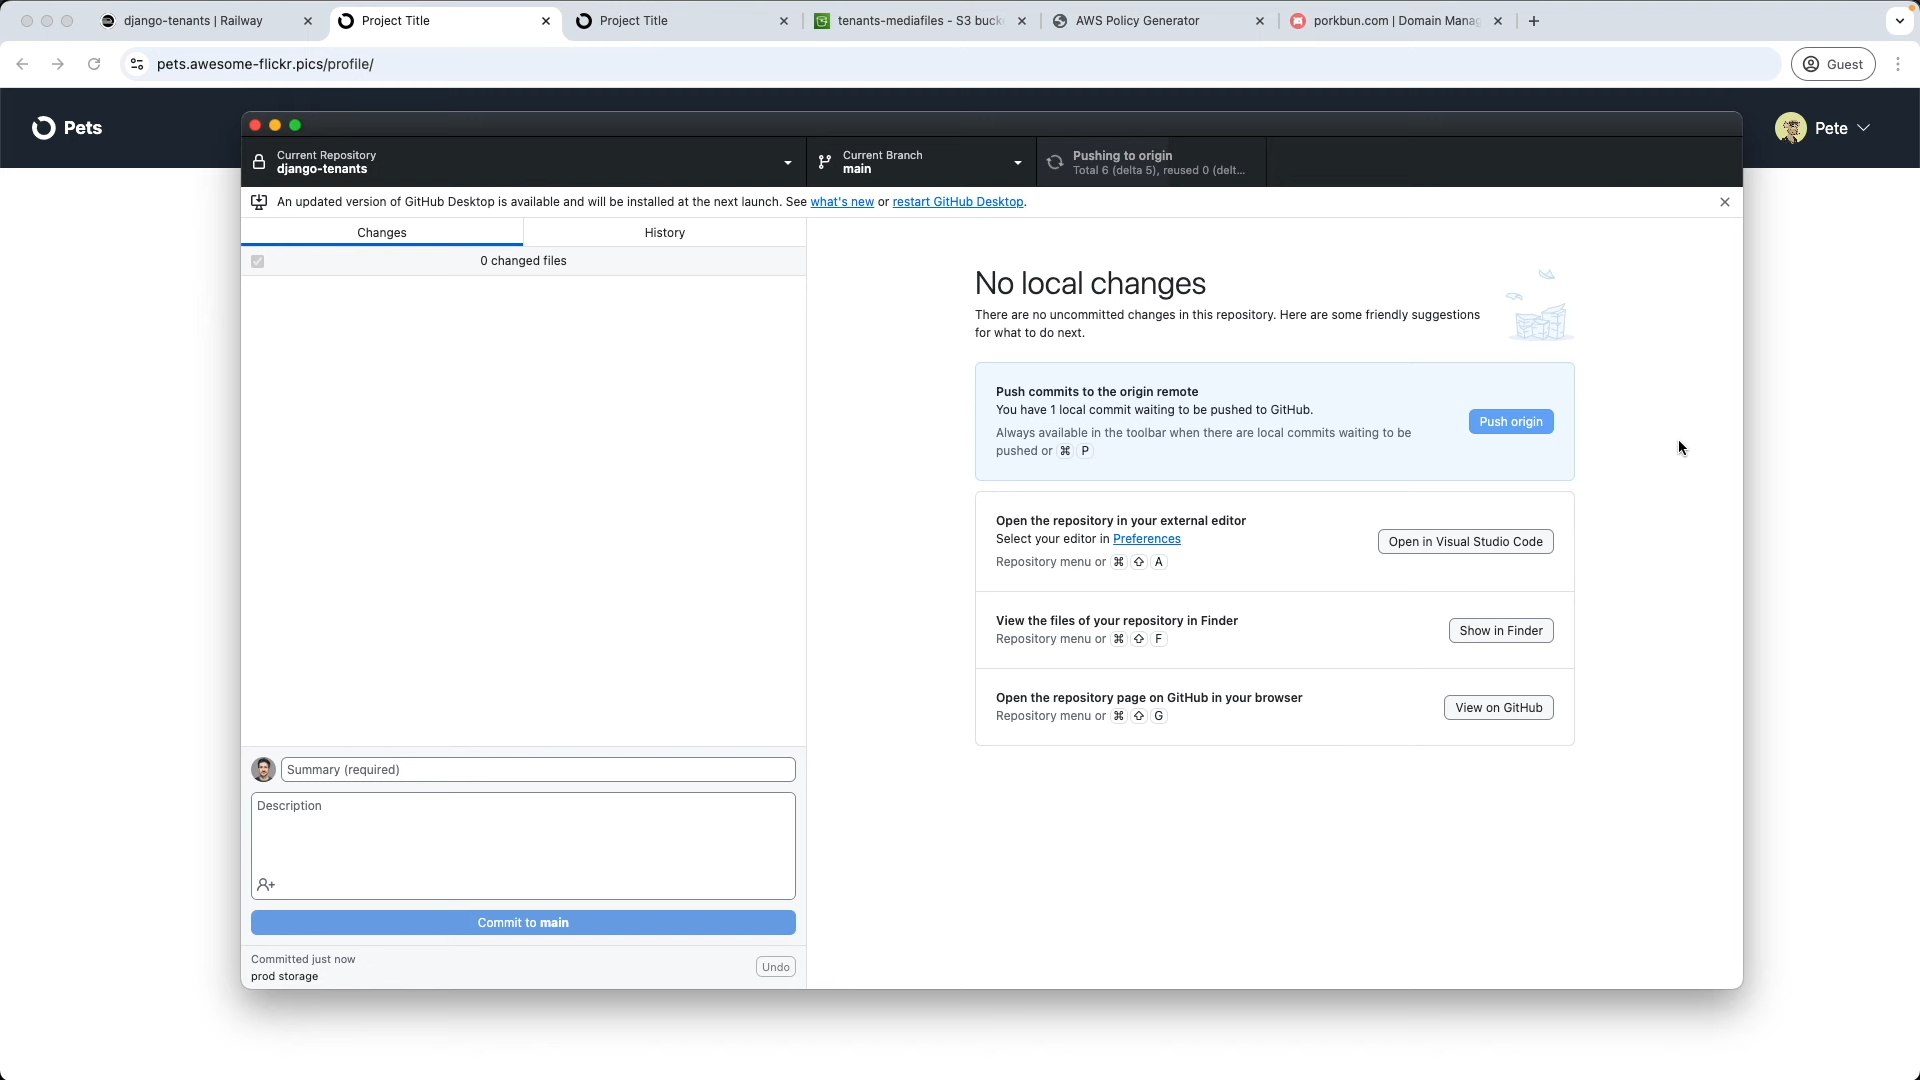 django-tenants | Railway
Project Title
Project Title
tenants-mediafiles - S3 buck
AWS Policy Generator
porkbun.com | Domain Manag
pets.awesome-flickr.pics/profile/
Guest
Pets
Pete
Current Repository
django-tenants
Current Branch
main
Pushing to origin
Total 6 (delta 5), reused 0 (delt...
An updated version of GitHub Desktop is available and will be installed at the next launch. See what's new or restart GitHub Desktop.
Changes
History
0 changed files
No local changes
There are no uncommitted changes in this repository. Here are some friendly suggestions
for what to do next.
Push commits to the origin remote
You have 1 local commit waiting to be pushed to GitHub.
Always available in the toolbar when there are local commits waiting to be
pushed or ⌘ P
Push origin
Open the repository in your external editor
Select your editor in Preferences
Repository menu or ⌘ ⇧ A
Open in Visual Studio Code
View the files of your repository in Finder
Repository menu or ⌘ ⇧ F
Show in Finder
Open the repository page on GitHub in your browser
Repository menu or ⌘ ⇧ G
View on GitHub
Summary (required)
Description
Commit to main
Committed just now
prod storage
Undo